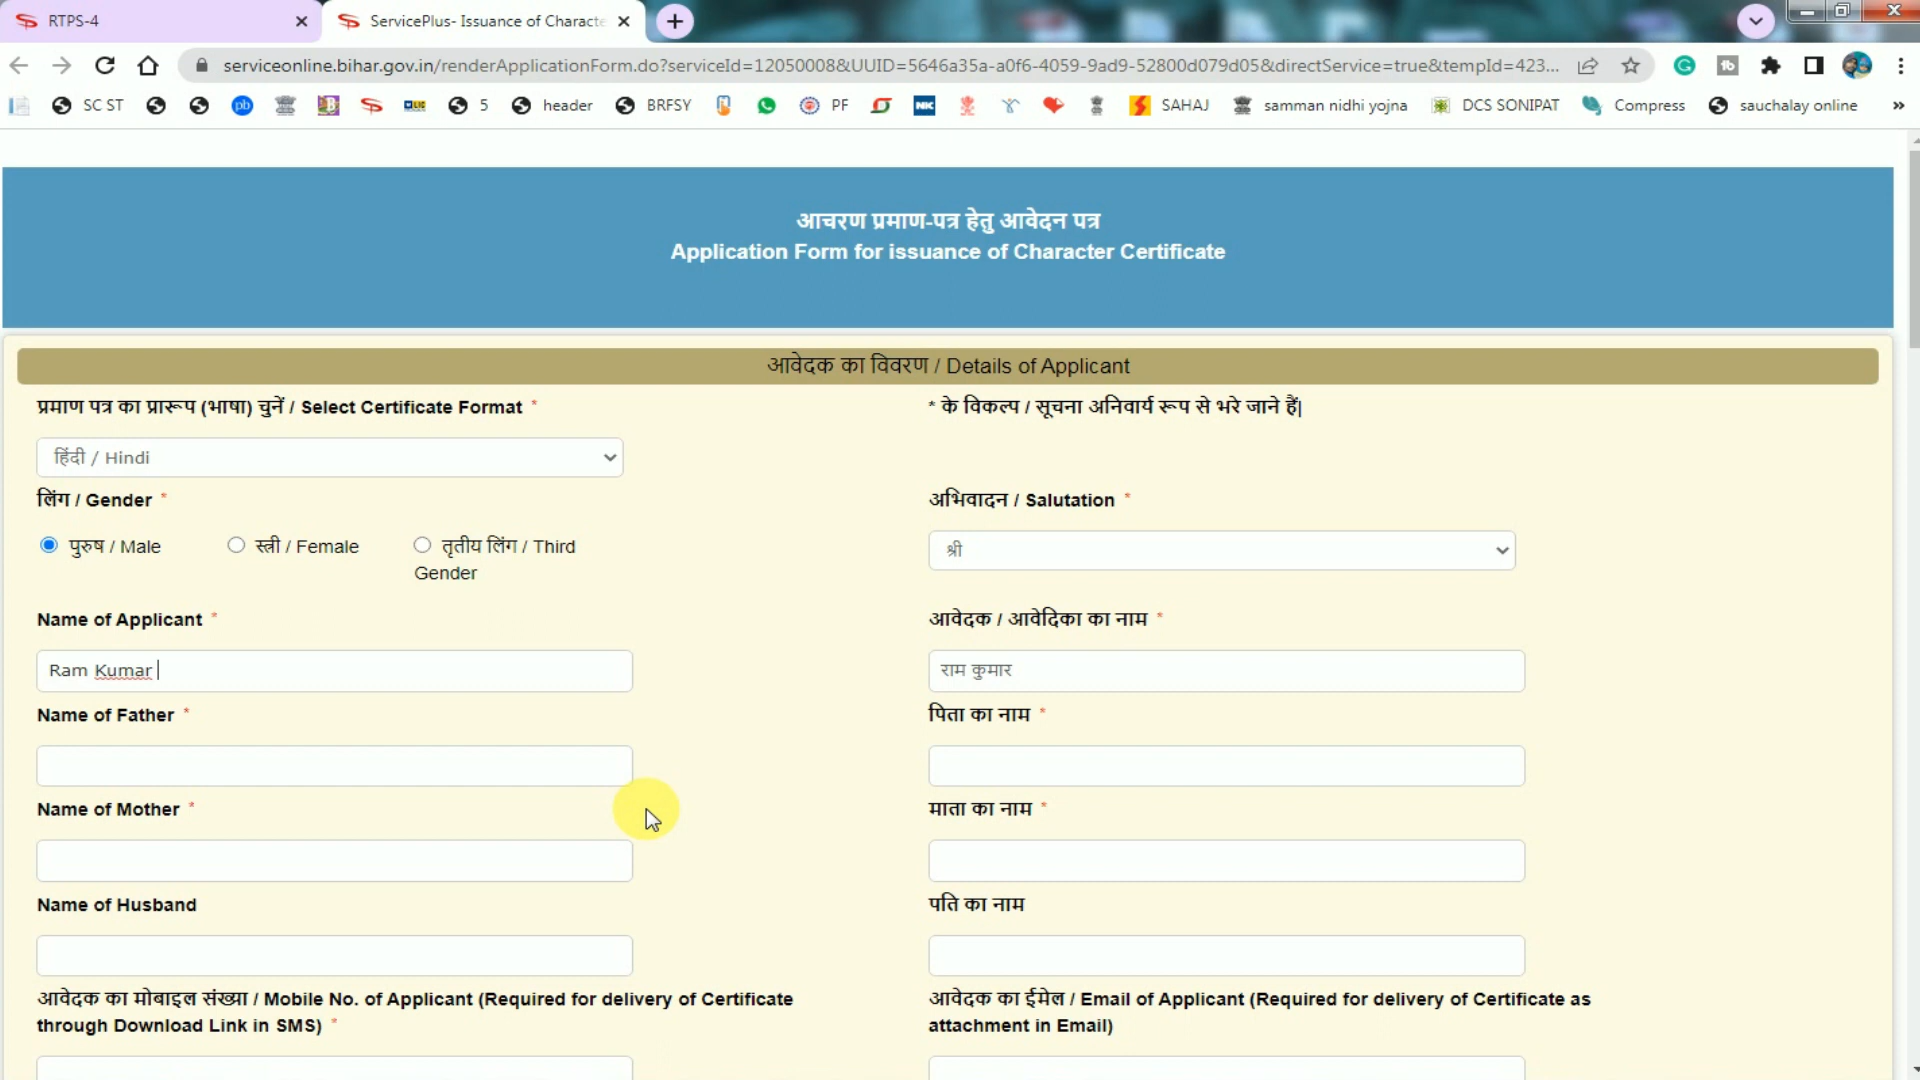 RTPS-4
ServicePlus- Issuance of Characte
serviceonline.bihar.gov.in/renderApplicationForm.do?serviceId=12050008&UUID=5646a35a-a0f6-4059-9ad9-52800d079d05&directService=true&tempId=423...
SC ST pb 5 header BRFSY PF NK SAHAJ samman nidhi yojna DCS SONIPAT Compress sauchalay online »
आचरण प्रमाण-पत्र हेतु आवेदन पत्र
Application Form for issuance of Character Certificate
आवेदक का विवरण / Details of Applicant
प्रमाण पत्र का प्रारूप (भाषा) चुनें / Select Certificate Format *
* के विकल्प / सूचना अनिवार्य रूप से भरे जाने हैं|
हिंदी / Hindi
लिंग / Gender *
अभिवादन / Salutation *
पुरुष / Male स्त्री / Female तृतीय लिंग / Third
Gender
श्री
Name of Applicant *
आवेदक / आवेदिका का नाम *
Ram Kumar
राम कुमार
Name of Father *
पिता का नाम *
Name of Mother *
माता का नाम *
Name of Husband
पति का नाम
आवेदक का मोबाइल संख्या / Mobile No. of Applicant (Required for delivery of Certificate
through Download Link in SMS) *
आवेदक का ईमेल / Email of Applicant (Required for delivery of Certificate as
attachment in Email)